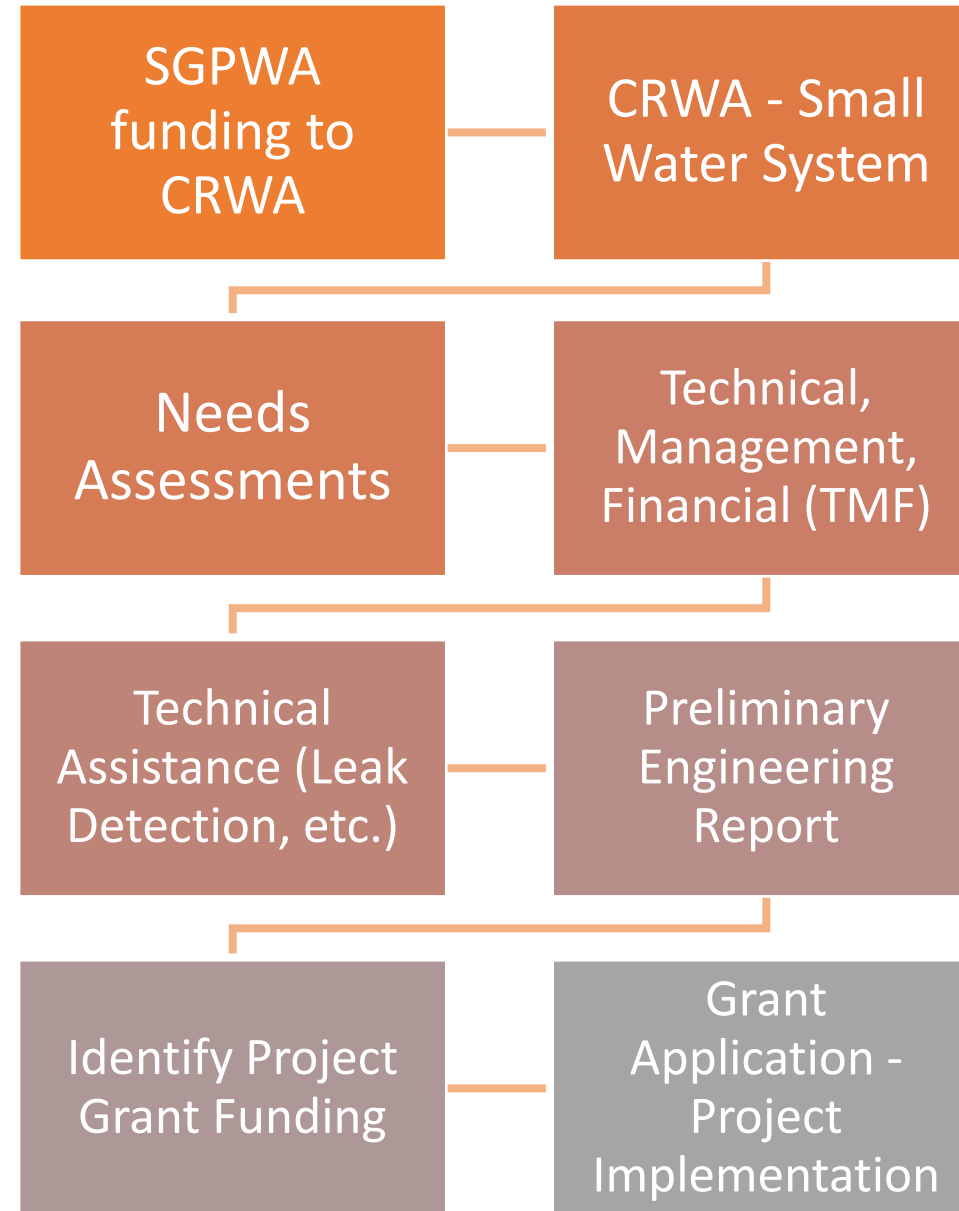 SGPWA
funding to
CRWA
CRWA - Small
Water System
Needs
Assessments
Technical,
Management,
Financial (TMF)
Technical
Assistance (Leak
Detection, etc.)
Preliminary
Engineering
Report
Identify Project
Grant Funding
Grant
Application -
Project
Implementation